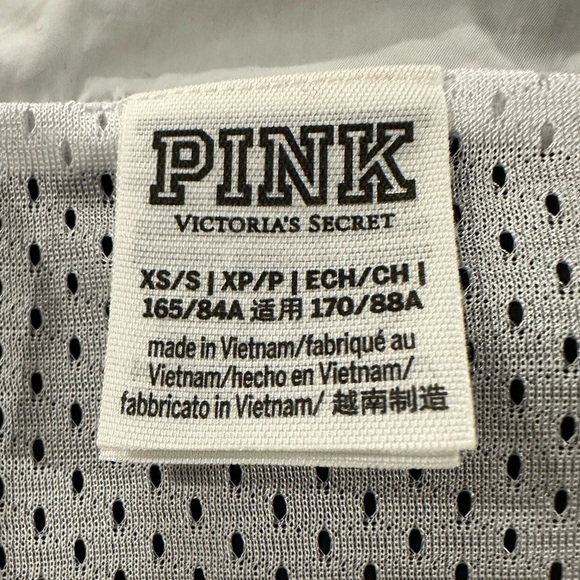 PINK
VICTORIA'S SECRET
XS/S | XP/P | ECH/CH |
165/84A 适用 170/88A
made in Vietnam/fabriqué au
Vietnam/hecho en Vietnam/
fabbricato in Vietnam/ 越南制造